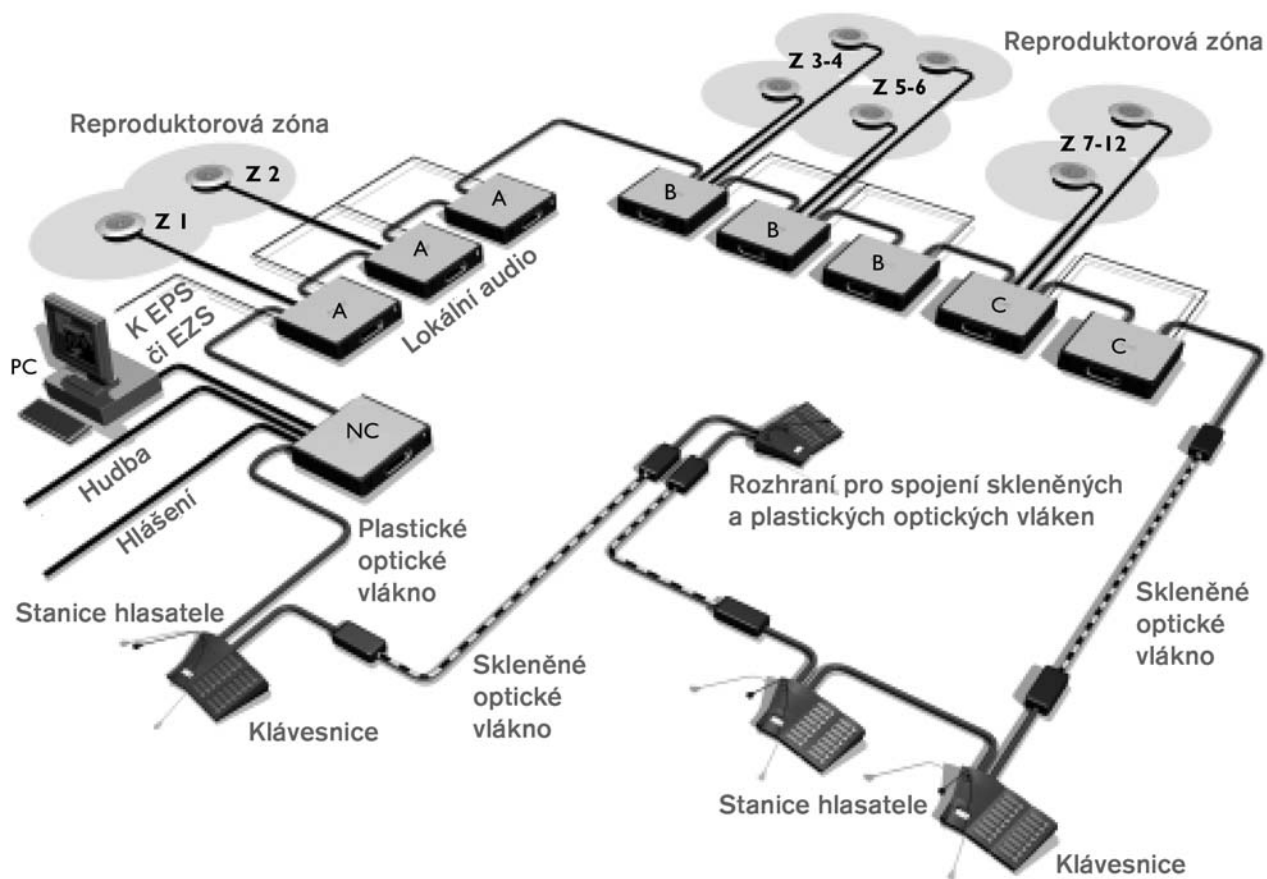 Reproduktorová zóna
Z 3-4
Z 5-6
Reproduktorová zóna
Z 7-12
Z 2
Z 1
A
B
A
B
B
A
Lokální audio
C
C
K EPS
či EZS
PC
NC
Hudba
Hlášení
Rozhraní pro spojení skleněných
a plastických optických vláken
Plastické
optické
vlákno
Stanice hlasatele
Skleněné
optické
vlákno
Skleněné
optické
vlákno
Klávesnice
Stanice hlasatele
Klávesnice